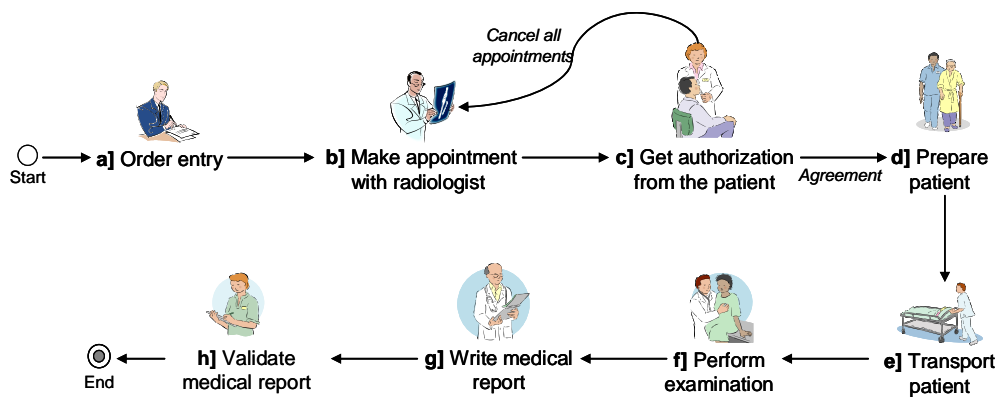 Cancel all
appointments
Start
a] Order entry
b] Make appointment
with radiologist
c] Get authorization
from the patient
Agreement
d] Prepare
patient
e] Transport
patient
f] Perform
examination
g] Write medical
report
h] Validate
medical report
End